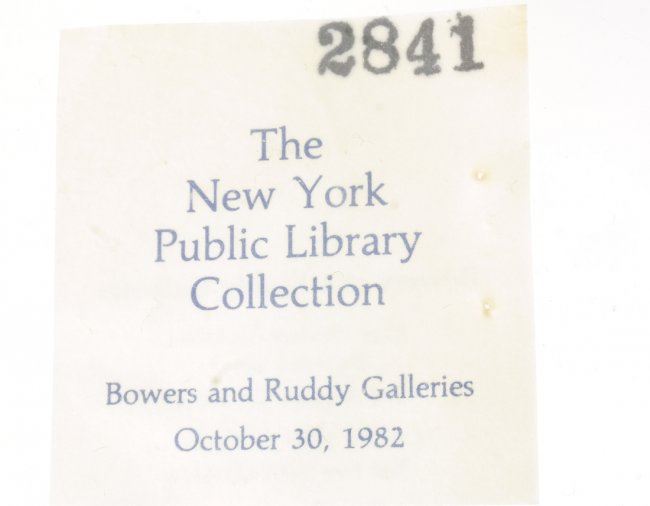 2841
The
New York
Public Library
Collection
Bowers and Ruddy Galleries
October 30, 1982